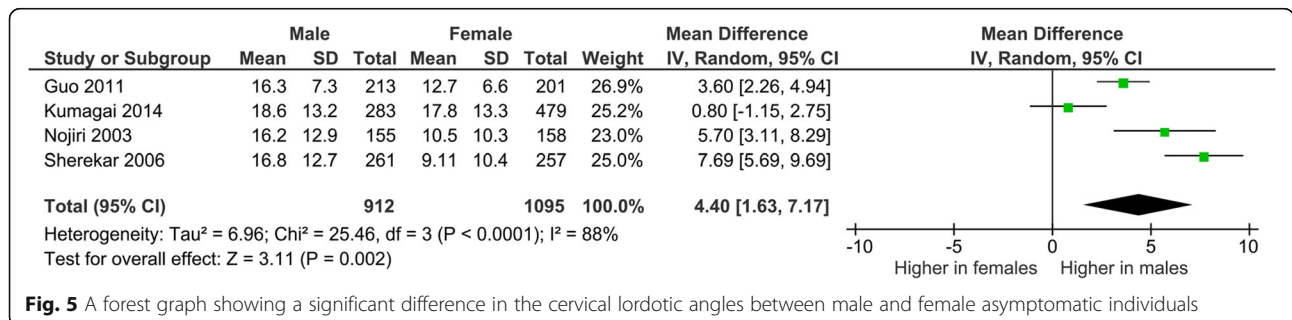 Male Female Mean Difference Mean Difference
Study or Subgroup Mean SD Total Mean SD Total Weight IV, Random, 95% CI IV, Random, 95% CI
Guo 2011 16.3 7.3 213 12.7 6.6 201 26.9% 3.60 [2.26, 4.94]
Kumagai 2014 18.6 13.2 283 17.8 13.3 479 25.2% 0.80 [-1.15, 2.75]
Nojiri 2003 16.2 12.9 155 10.5 10.3 158 23.0% 5.70 [3.11, 8.29]
Sherekar 2006 16.8 12.7 261 9.11 10.4 257 25.0% 7.69 [5.69, 9.69]
Total (95% CI) 912 1095 100.0% 4.40 [1.63, 7.17]
Heterogeneity: Tau² = 6.96; Chi² = 25.46, df = 3 (P < 0.0001); I² = 88%
Test for overall effect: Z = 3.11 (P = 0.002)
-10 -5 0 5 10
Higher in females Higher in males
Fig. 5 A forest graph showing a significant difference in the cervical lordotic angles between male and female asymptomatic individuals